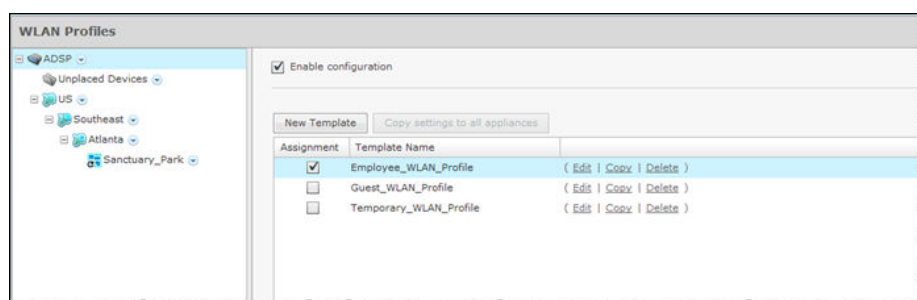 WLAN Profiles
ADSP
Unplaced Devices
US
Southeast
Atlanta
Sanctuary_Park
Enable configuration
New Template Copy settings to all appliances
Assignment Template Name
Employee_WLAN_Profile ( Edit | Copy | Delete )
Guest_WLAN_Profile ( Edit | Copy | Delete )
Temporary_WLAN_Profile ( Edit | Copy | Delete )